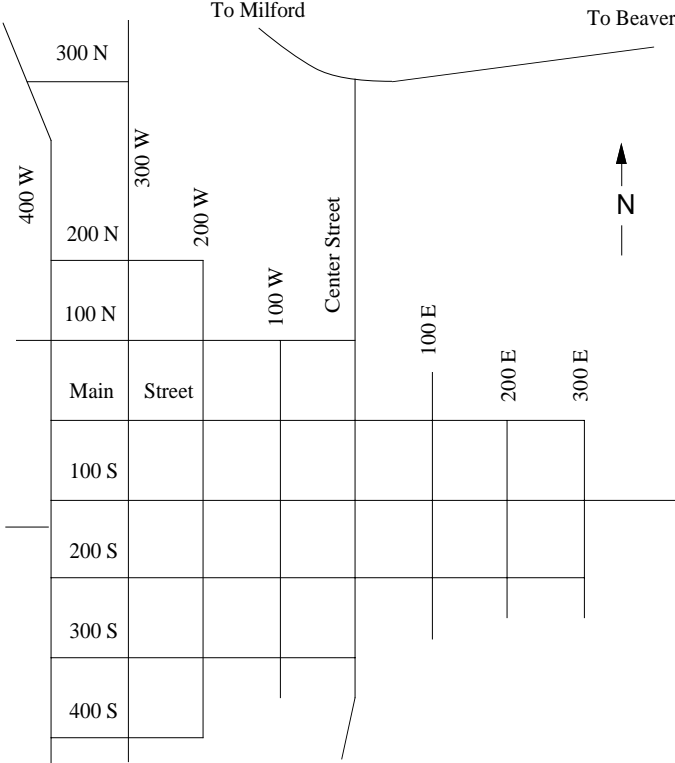 To Milford
To Beaver
300 N
300 W
400 W
200 W
200 N
Center Street
N
100 W
100 N
100 E
200 E
300 E
Main Street
100 S
200 S
300 S
400 S